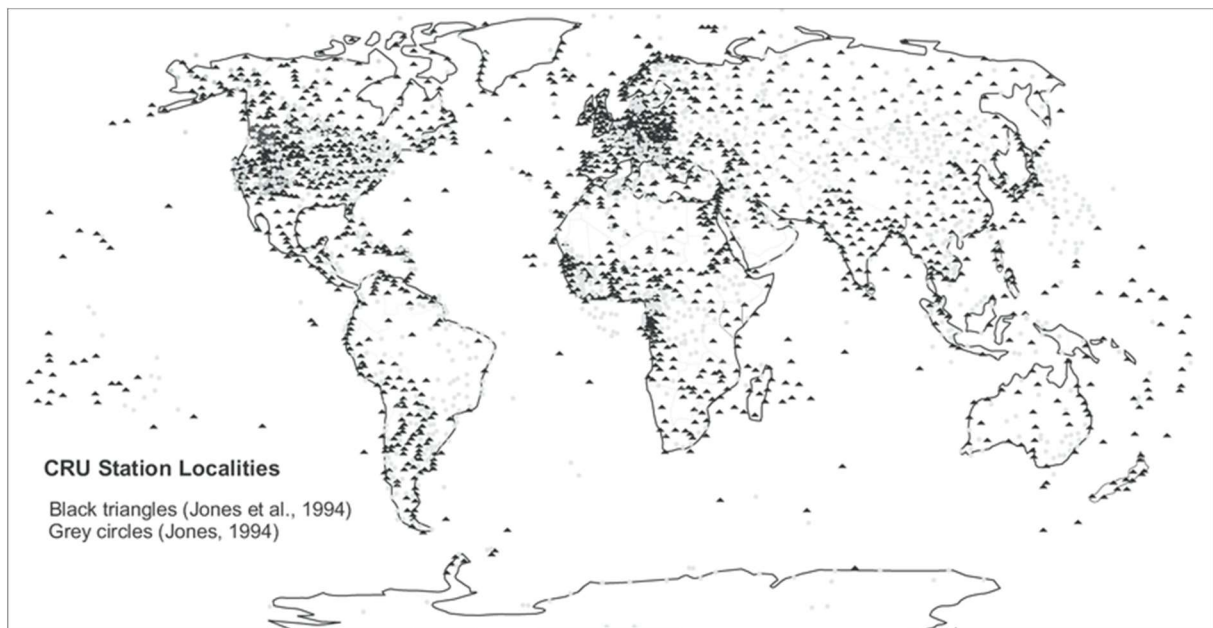 CRU Station Localities
Black triangles (Jones et al., 1994)
Grey circles (Jones, 1994)